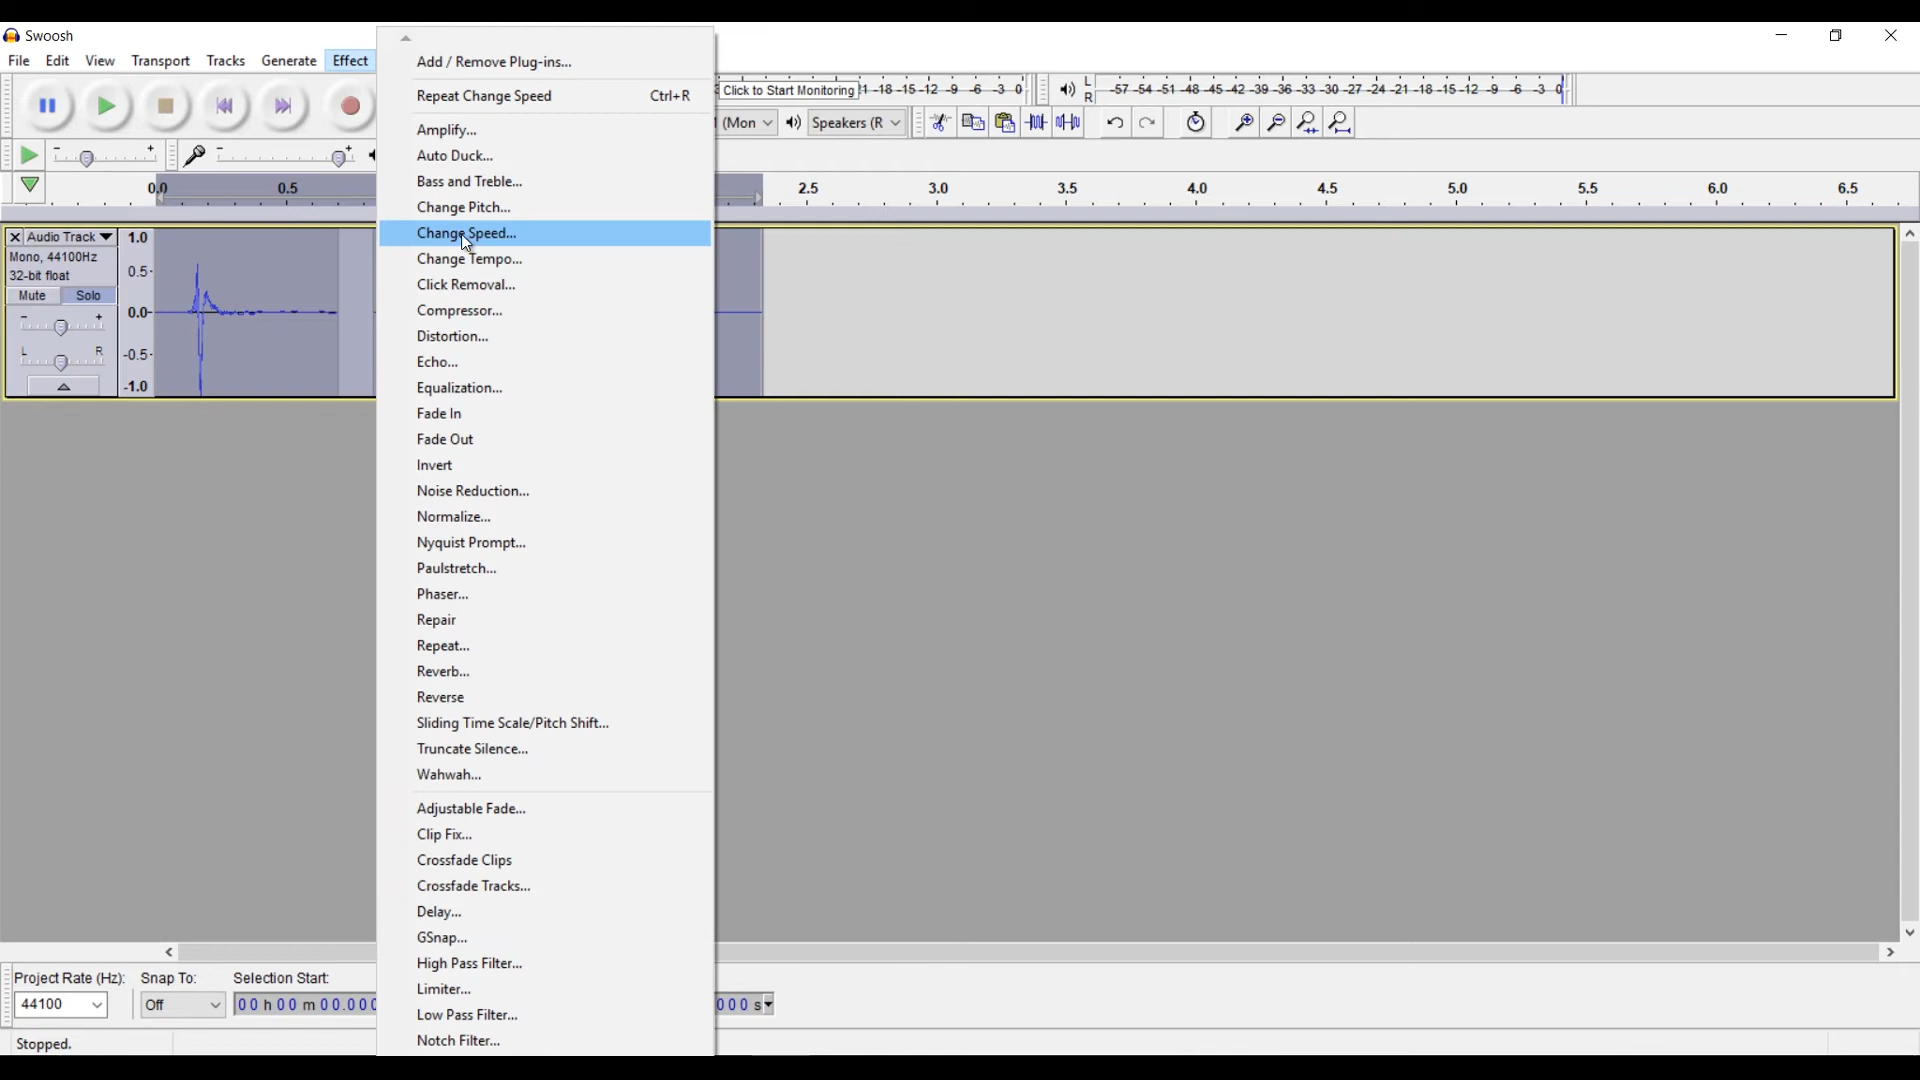 Swoosh
File Edit View Transport Tracks Generate Effect
Add / Remove Plug-ins...
Repeat Change Speed Ctrl+R
Click to Start Monitoring -18 -15 -12 -9 -6 -3 0
L
R
-57 -54 -51 -48 -45 -42 -39 -36 -33 -30 -27 -24 -21 -18 -15 -12 -9 -6 -3 0
(Mon Speakers (R
Amplify...
Auto Duck...
Bass and Treble...
Change Pitch...
Change Speed...
Change Tempo...
Click Removal...
Compressor...
Distortion...
Echo...
Equalization...
Fade In
Fade Out
Invert
Noise Reduction...
Normalize...
Nyquist Prompt...
Paulstretch...
Phaser...
Repair
Repeat...
Reverb...
Reverse
Sliding Time Scale/Pitch Shift...
Truncate Silence...
Wahwah...
Adjustable Fade...
Clip Fix...
Crossfade Clips
Crossfade Tracks...
Delay...
GSnap...
High Pass Filter...
Limiter...
Low Pass Filter...
Notch Filter...
0.0 0.5 2.5 3.0 3.5 4.0 4.5 5.0 5.5 6.0 6.5
Audio Track
Mono, 44100Hz
32-bit float
Mute Solo
- +
L R
1.0
0.5-
0.0-
-0.5-
-1.0
Project Rate (Hz): Snap To: Selection Start:
44100 Off 00 h 00 m 00.000 000 s
Stopped.